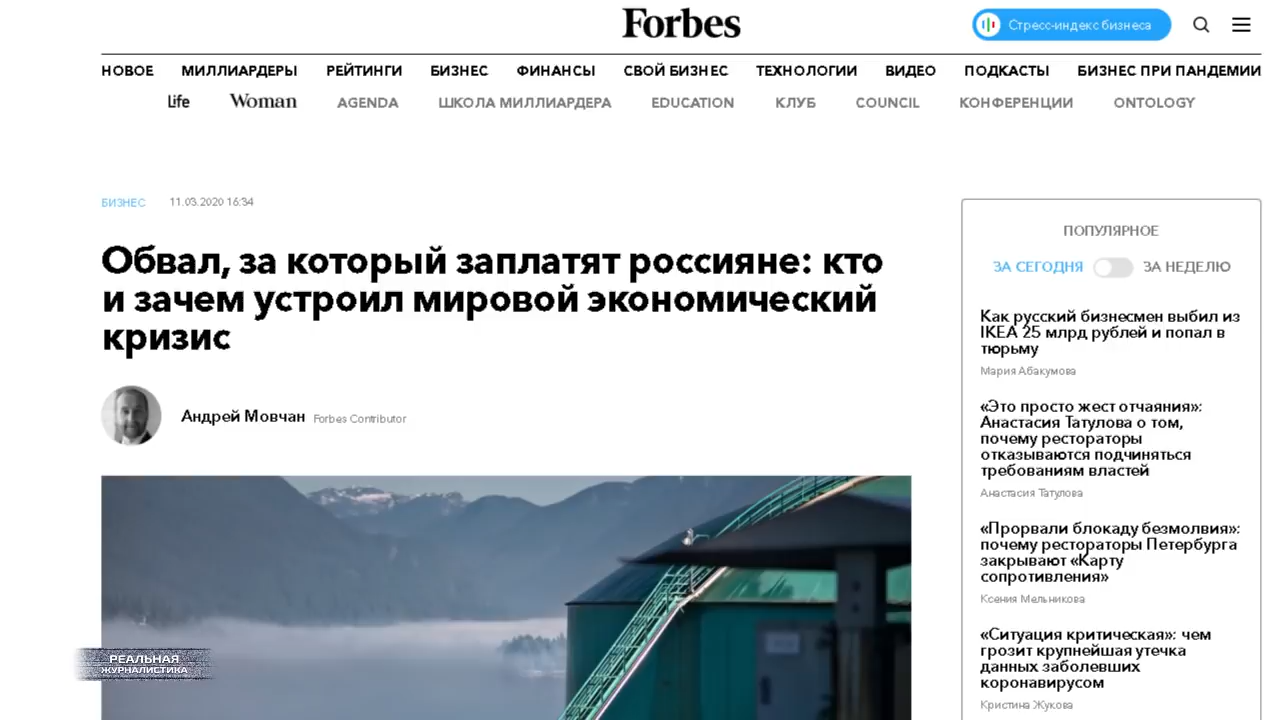 Forbes
Стресс-индекс бизнеса
НОВОЕ МИЛЛИАРДЕРЫ РЕЙТИНГИ БИЗНЕС ФИНАНСЫ СВОЙ БИЗНЕС ТЕХНОЛОГИИ ВИДЕО ПОДКАСТЫ БИЗНЕС ПРИ ПАНДЕМИИ
Life Woman AGENDA ШКОЛА МИЛЛИАРДЕРА EDUCATION КЛУБ COUNCIL КОНФЕРЕНЦИИ ONTOLOGY
БИЗНЕС 11.03.2020 16:34
Обвал, за который заплатят россияне: кто
и зачем устроил мировой экономический
кризис
Андрей Мовчан Forbes Contributor
РЕАЛЬНАЯ
ЖУРНАЛИСТИКА
ПОПУЛЯРНОЕ
ЗА СЕГОДНЯ ЗА НЕДЕЛЮ
Как русский бизнесмен выбил из
IKEA 25 млрд рублей и попал в
тюрьму
Мария Абакумова
«Это просто жест отчаяния»:
Анастасия Татулова о том,
почему рестораторы
отказываются подчиняться
требованиям властей
Анастасия Татулова
«Прорвали блокаду безмолвия»:
почему рестораторы Петербурга
закрывают «Карту
сопротивления»
Ксения Мельникова
«Ситуация критическая»: чем
грозит крупнейшая утечка
данных заболевших
коронавирусом
Кристина Жукова